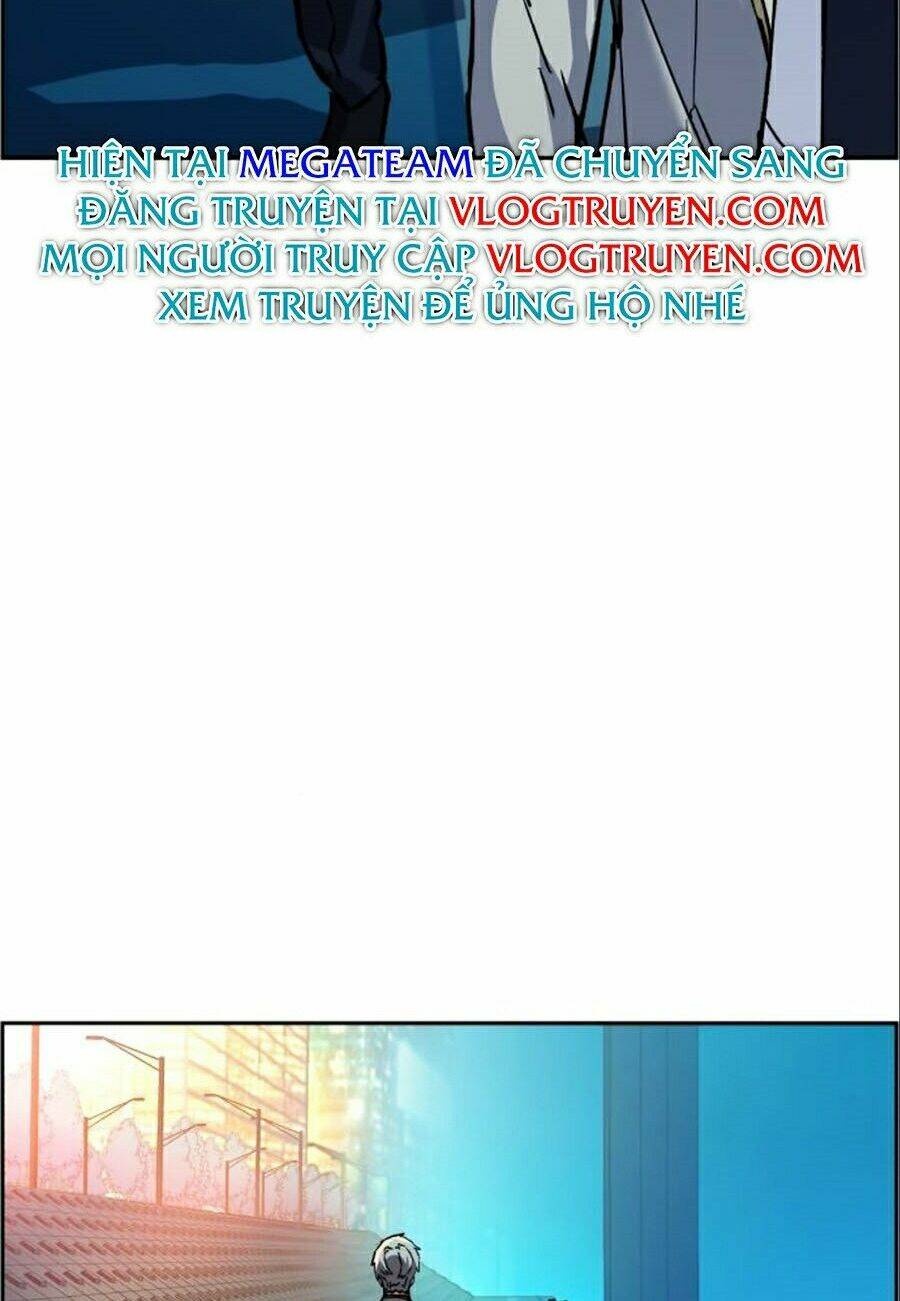 HIỆN TẠI MEGATEAM ĐÃ CHUYỂN SANG
ĐĂNG TRUYỆN TẠI VLOGTRUYEN.COM
MỌI NGƯỜI TRUY CẬP VLOGTRUYEN.COM
XEM TRUYỆN ĐỂ ỦNG HỘ NHÉ